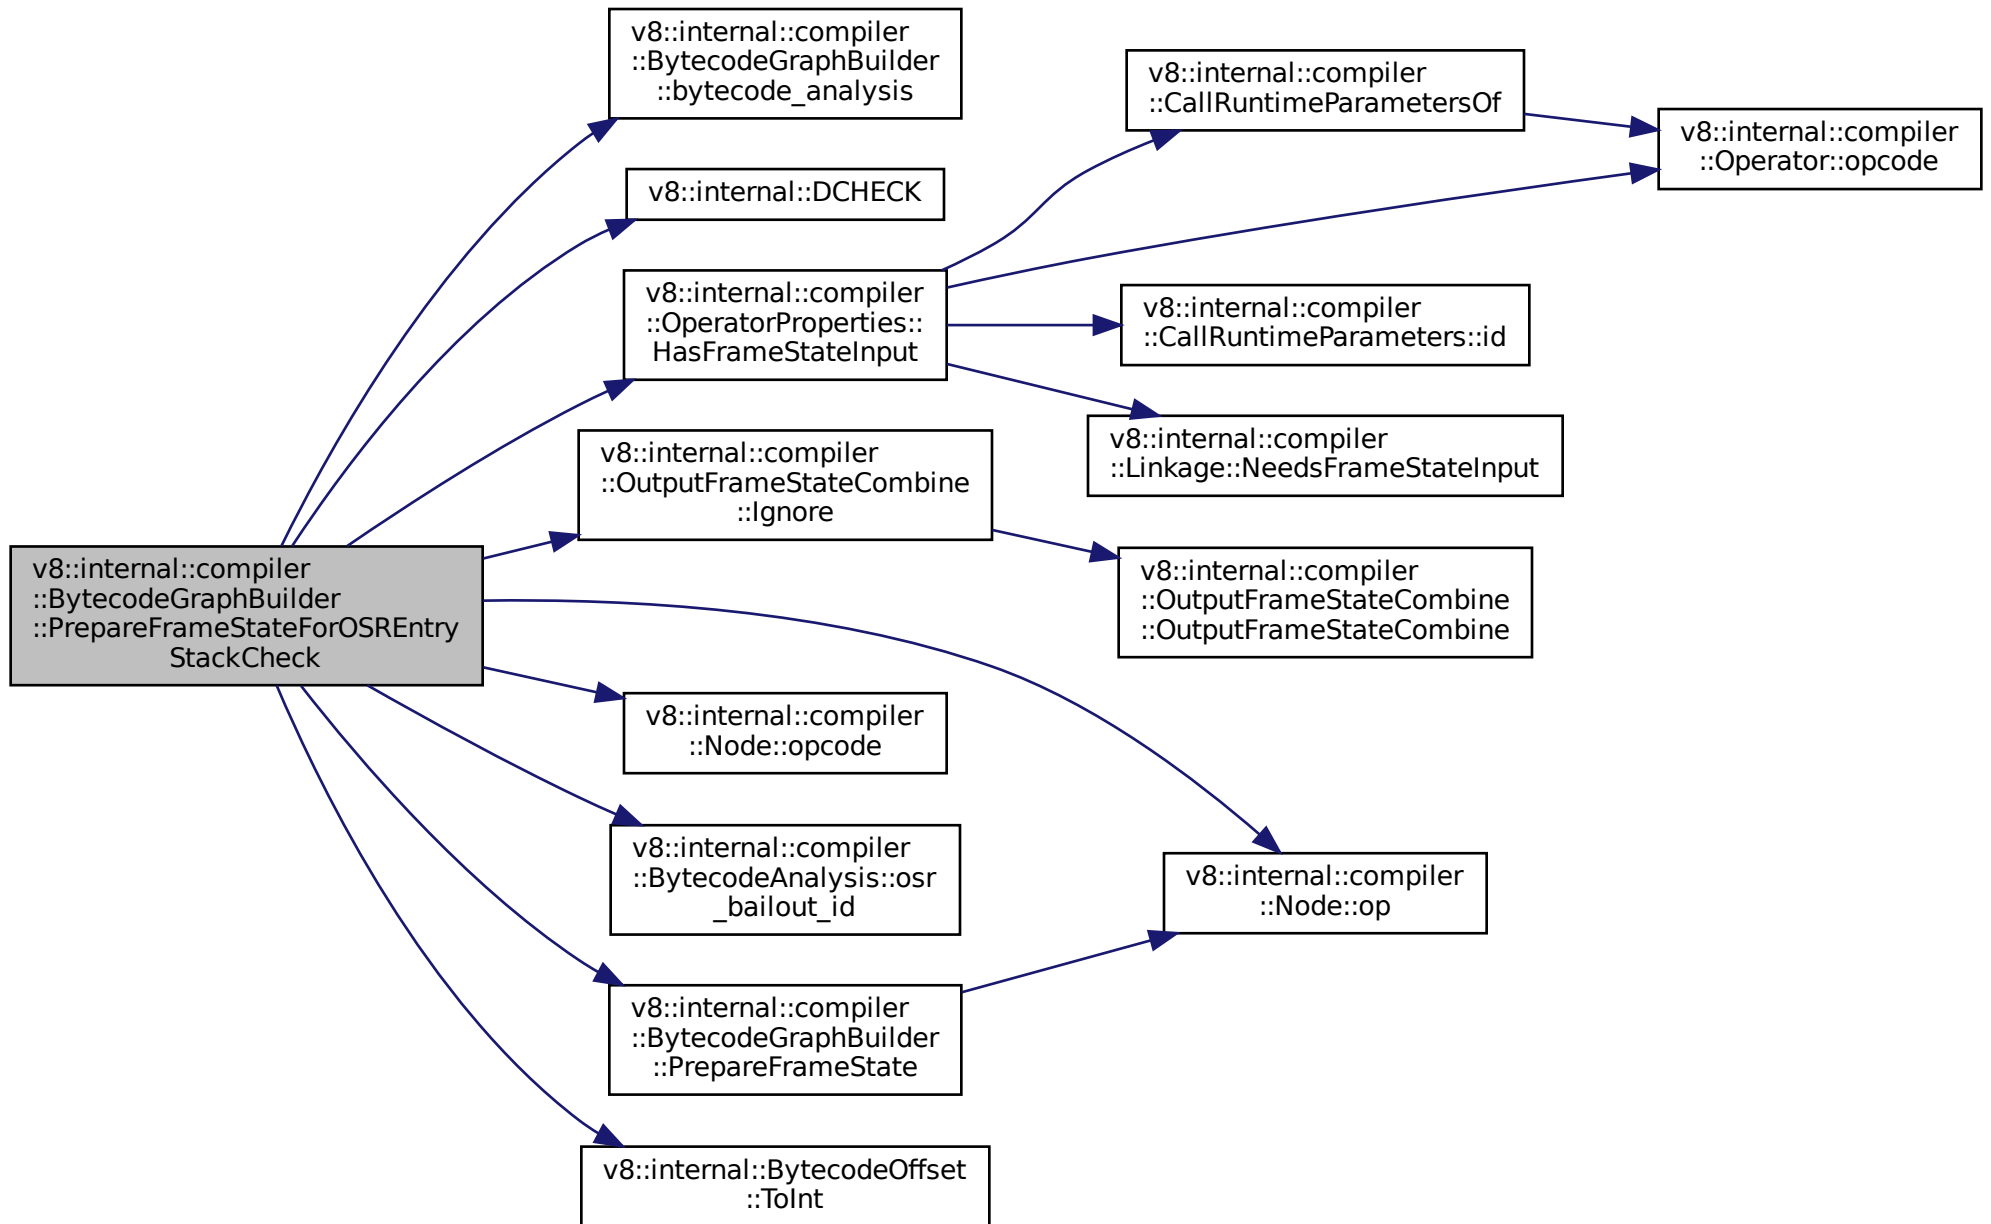 v8::internal::compiler
::BytecodeGraphBuilder
::bytecode_analysis
v8::internal::DCHECK
v8::internal::compiler
::OperatorProperties::
HasFrameStateInput
v8::internal::compiler
::CallRuntimeParametersOf
v8::internal::compiler
::Operator::opcode
v8::internal::compiler
::CallRuntimeParameters::id
v8::internal::compiler
::Linkage::NeedsFrameStateInput
v8::internal::compiler
::OutputFrameStateCombine
::Ignore
v8::internal::compiler
::OutputFrameStateCombine
::OutputFrameStateCombine
v8::internal::compiler
::BytecodeGraphBuilder
::PrepareFrameStateForOSREntry
StackCheck
v8::internal::compiler
::Node::opcode
v8::internal::compiler
::BytecodeAnalysis::osr
_bailout_id
v8::internal::compiler
::Node::op
v8::internal::compiler
::BytecodeGraphBuilder
::PrepareFrameState
v8::internal::BytecodeOffset
::ToInt